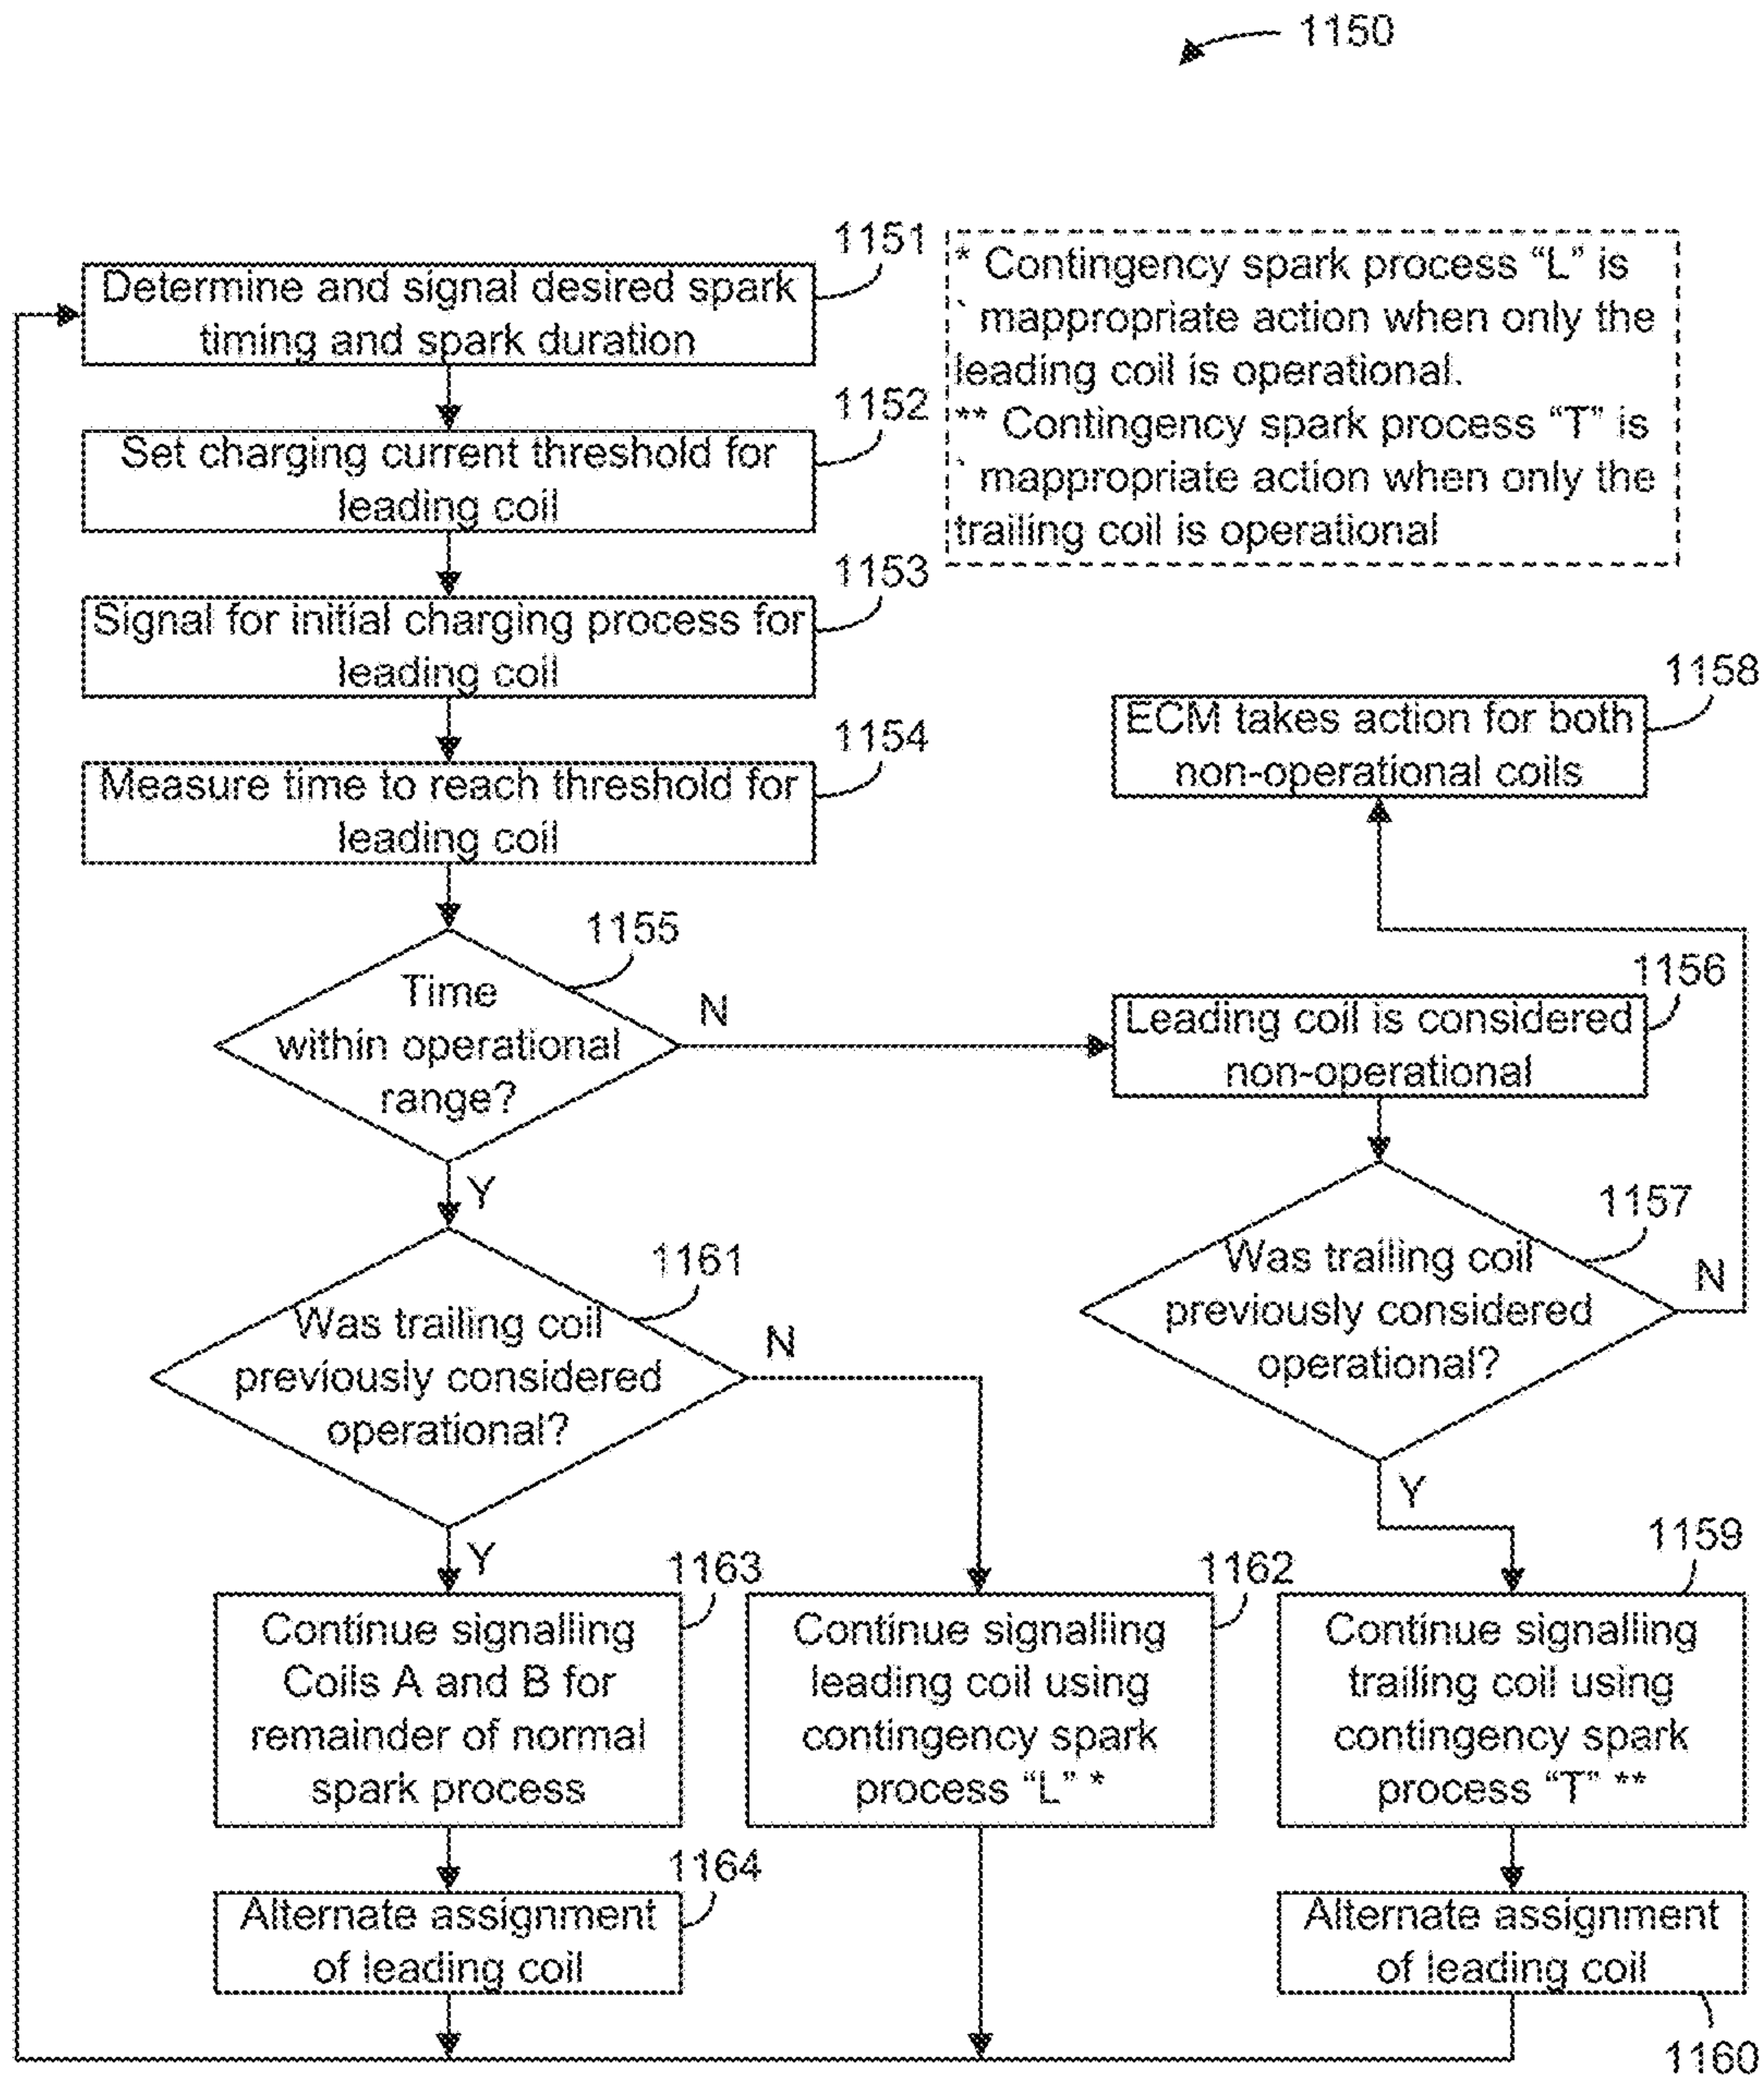 1150
1151
Determine and signal desired spark
timing and spark duration
* Contingency spark process “L” is
` mappropriate action when only the
leading coil is operational.
** Contingency spark process “T” is
` mappropriate action when only the
trailing coil is operational
1152
Set charging current threshold for
leading coil
1153
Signal for initial charging process for
leading coil
1154
Measure time to reach threshold for
leading coil
1158
ECM takes action for both
non-operational coils
1155
Time
within operational
range?
N
Y
1156
Leading coil is considered
non-operational
1157
Was trailing coil
previously considered
operational?
N
Y
1161
Was trailing coil
previously considered
operational?
N
Y
1163
Continue signalling
Coils A and B for
remainder of normal
spark process
1162
Continue signalling
leading coil using
contingency spark
process “L” *
1159
Continue signalling
trailing coil using
contingency spark
process “T” **
1164
Alternate assignment
of leading coil
Alternate assignment
of leading coil
1160